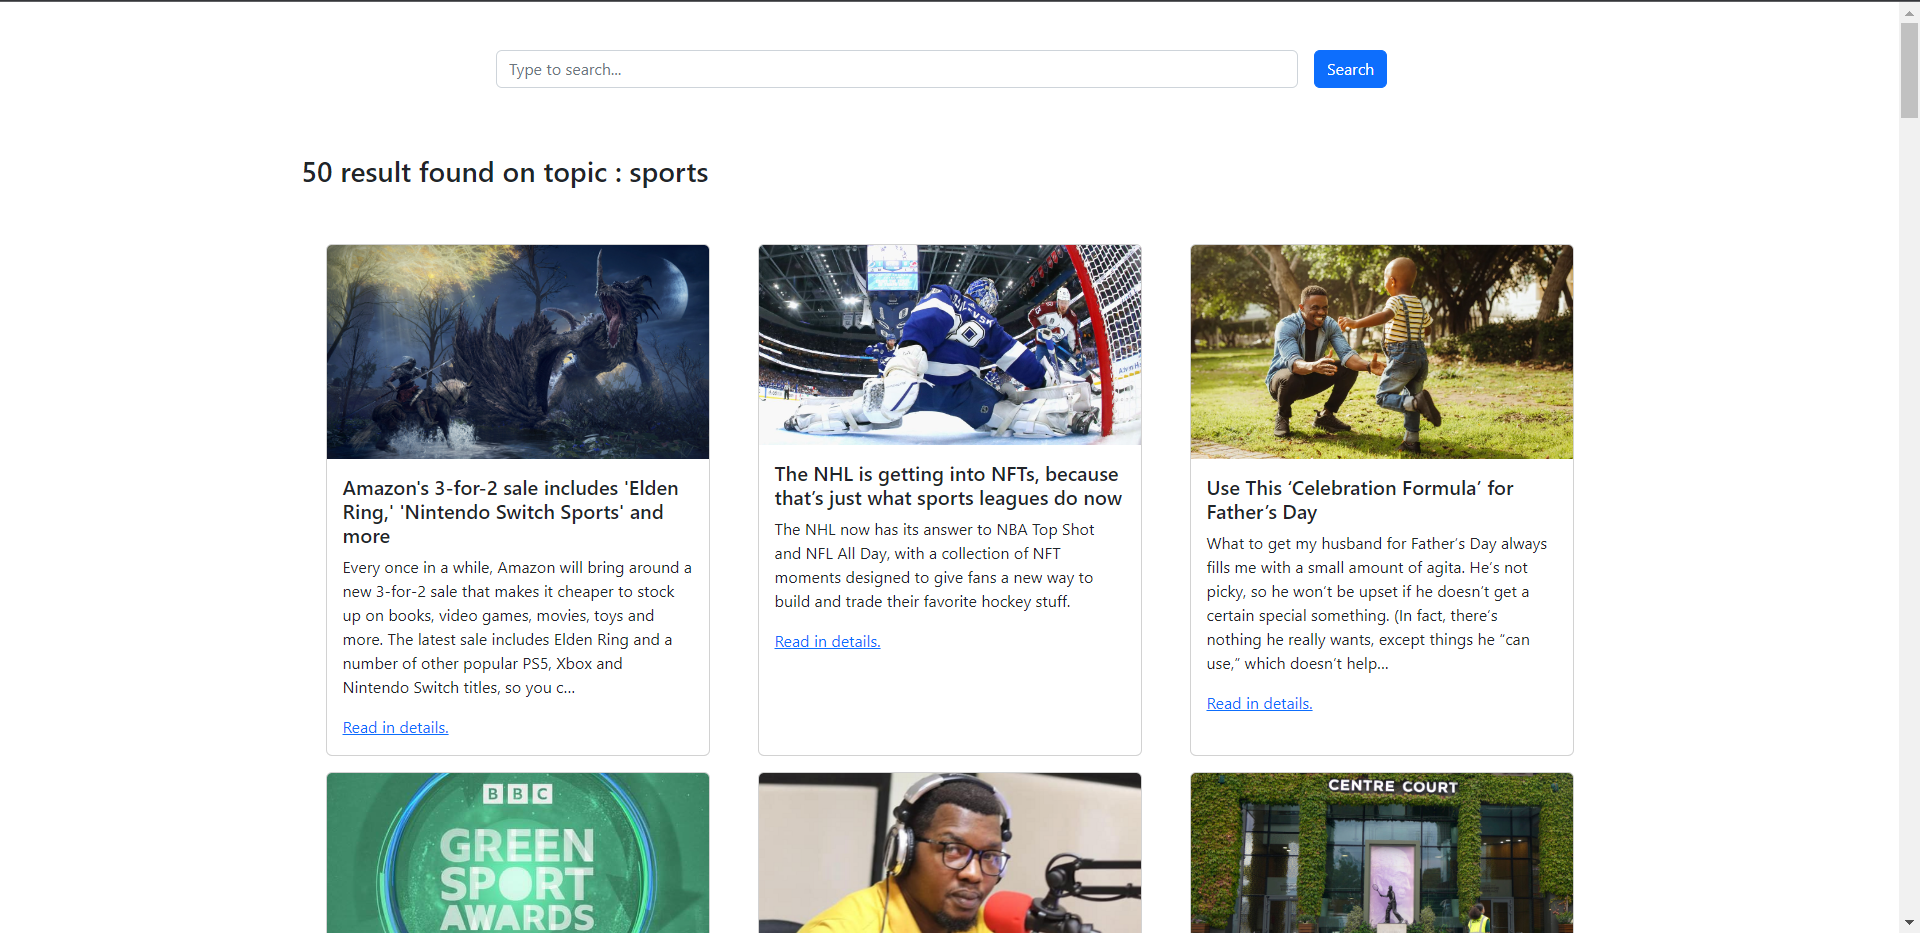 Type to search...
Search
50 result found on topic : sports
Amazon's 3-for-2 sale includes 'Elden
Ring,' 'Nintendo Switch Sports' and
more
Every once in a while, Amazon will bring around a
new 3-for-2 sale that makes it cheaper to stock
up on books, video games, movies, toys and
more. The latest sale includes Elden Ring and a
number of other popular PS5, Xbox and
Nintendo Switch titles, so you c...
Read in details.
The NHL is getting into NFTs, because
that’s just what sports leagues do now
The NHL now has its answer to NBA Top Shot
and NFL All Day, with a collection of NFT
moments designed to give fans a new way to
build and trade their favorite hockey stuff.
Read in details.
Use This ‘Celebration Formula’ for
Father’s Day
What to get my husband for Father’s Day always
fills me with a small amount of agita. He’s not
picky, so he won’t be upset if he doesn’t get a
certain special something. (In fact, there’s
nothing he really wants, except things he “can
use,” which doesn’t help...
Read in details.
BBC
GREEN
SPORT
AWARDS
CENTRE COURT